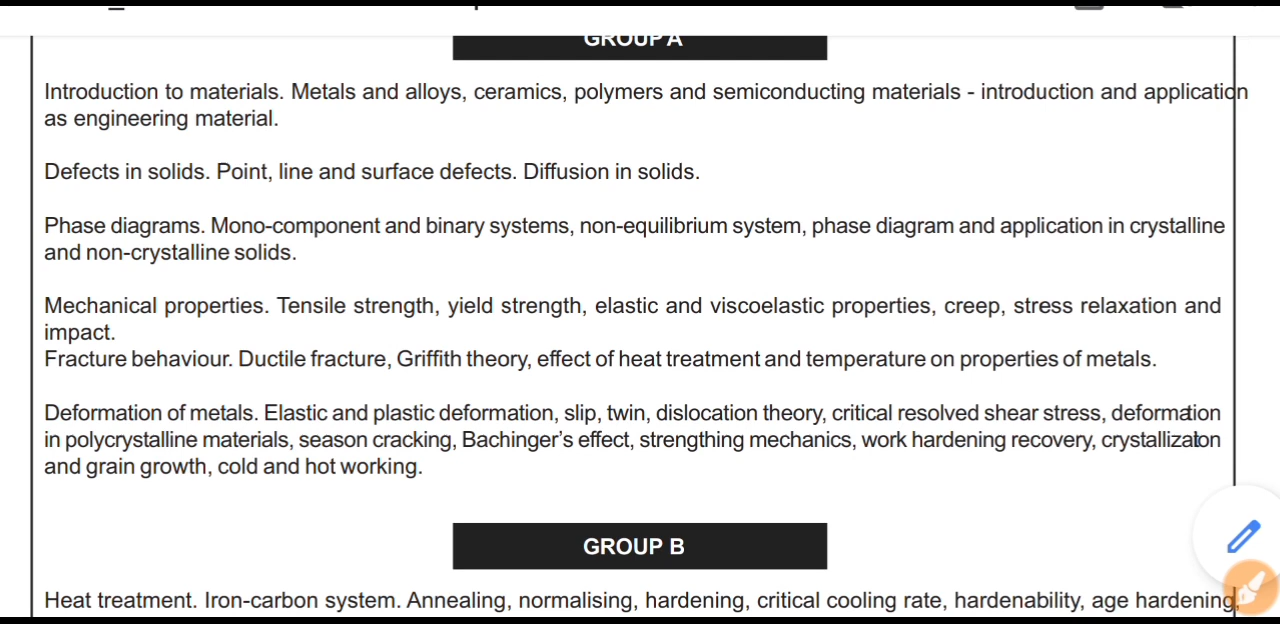 GROUP A
Introduction to materials. Metals and alloys, ceramics, polymers and semiconducting materials - introduction and application
as engineering material.
Defects in solids. Point, line and surface defects. Diffusion in solids.
Phase diagrams. Mono-component and binary systems, non-equilibrium system, phase diagram and application in crystalline
and non-crystalline solids.
Mechanical properties. Tensile strength, yield strength, elastic and viscoelastic properties, creep, stress relaxation and
impact.
Fracture behaviour. Ductile fracture, Griffith theory, effect of heat treatment and temperature on properties of metals.
Deformation of metals. Elastic and plastic deformation, slip, twin, dislocation theory, critical resolved shear stress, deformation
in polycrystalline materials, season cracking, Bachinger's effect, strengthing mechanics, work hardening recovery, crystallizaton
and grain growth, cold and hot working.
GROUP B
Heat treatment. Iron-carbon system. Annealing, normalising, hardening, critical cooling rate, hardenability, age hardening,